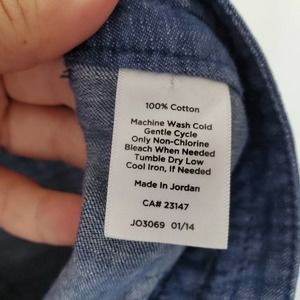 100% Cotton
Machine Wash Cold
Gentle Cycle
Only Non-Chlorine
Bleach When Needed
Tumble Dry Low
Cool Iron, If Needed
Made In Jordan
CA# 23147
JO3069 01/14